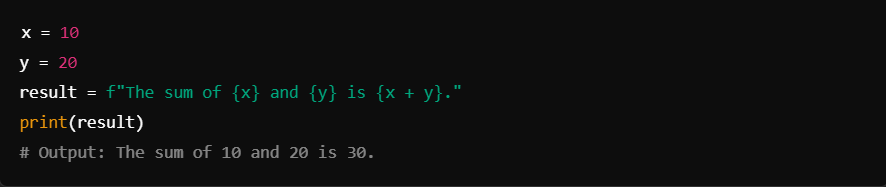 x = 10
y = 20
result = f"The sum of {x} and {y} is {x + y}."
print(result)
# Output: The sum of 10 and 20 is 30.